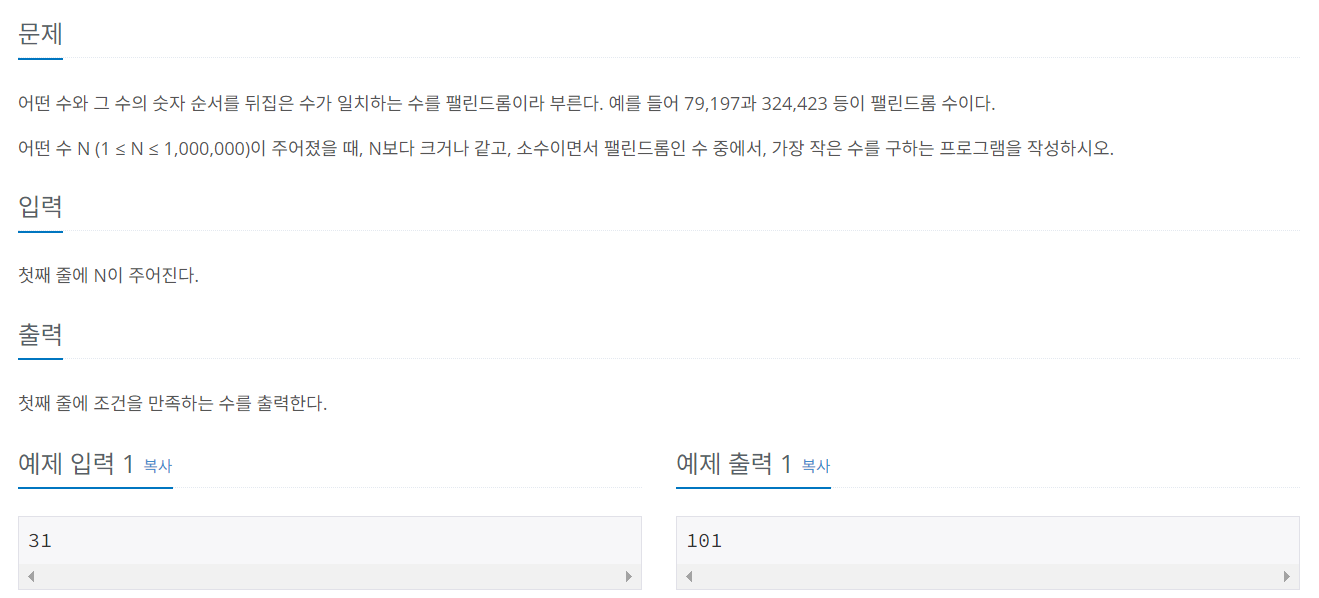 문제
어떤 수와 그 수의 숫자 순서를 뒤집은 수가 일치하는 수를 팰린드롬이라 부른다. 예를 들어 79,197과 324,423 등이 팰린드롬 수이다.
어떤 수 N (1 ≤ N ≤ 1,000,000)이 주어졌을 때, N보다 크거나 같고, 소수이면서 팰린드롬인 수 중에서, 가장 작은 수를 구하는 프로그램을 작성하시오.
입력
첫째 줄에 N이 주어진다.
출력
첫째 줄에 조건을 만족하는 수를 출력한다.
예제 입력 1 복사
31
예제 출력 1 복사
101